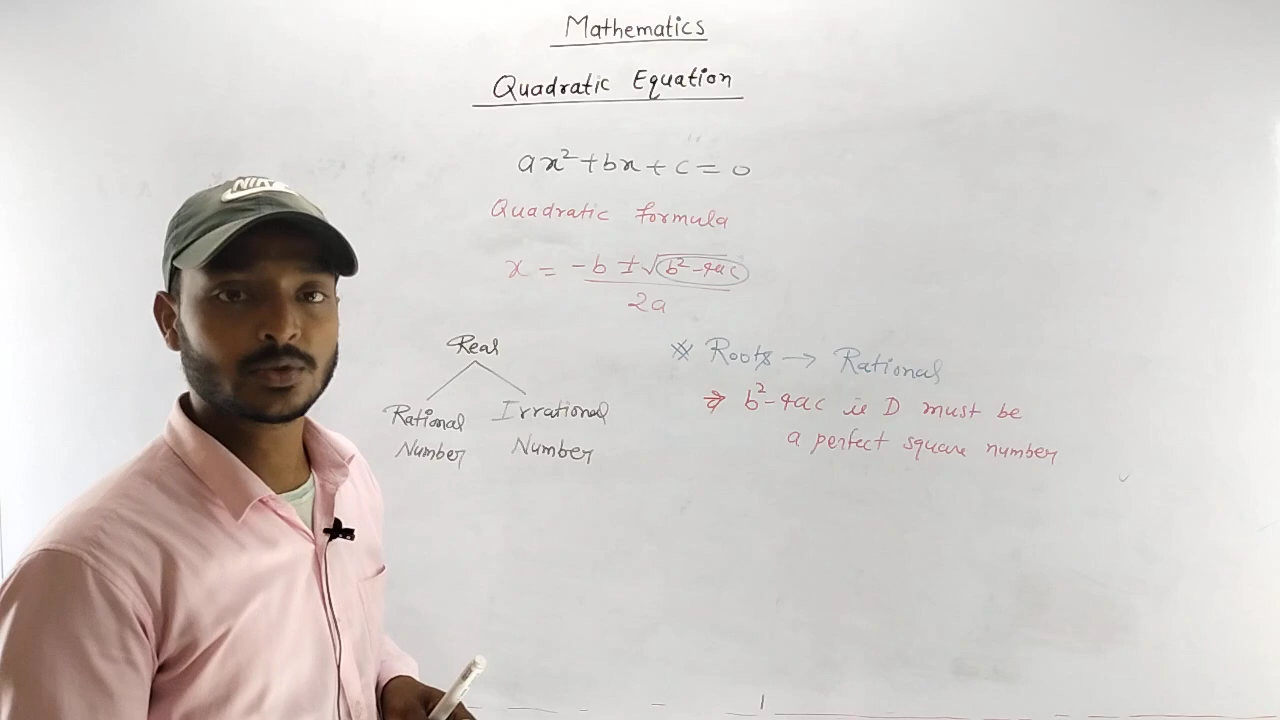 Mathematics
Quadratic Equation
ax²+bx+c=0
Quadratic formula
x = -b ± √b²-4ac
2a
NIKE
Real
Rational Number
Irrational Number
※ Roots → Rational
⇒ b²-4ac ie D must be
a perfect square number